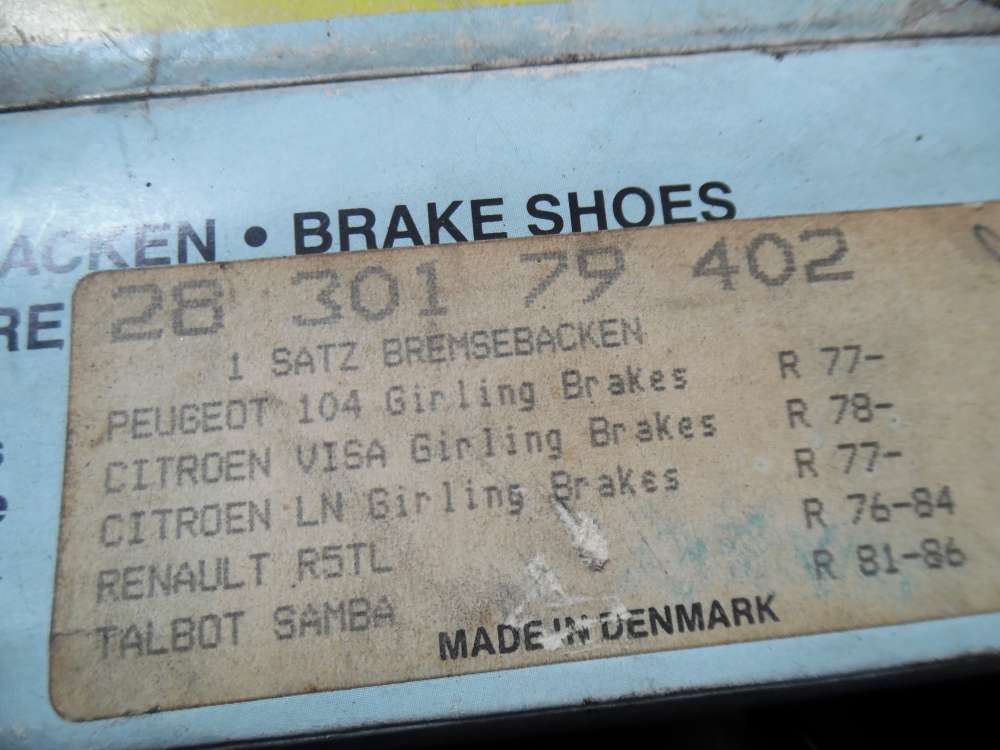 ACKEN • BRAKE SHOES
RE
28 301 79 402
1 SATZ BREMSEBACKEN
PEUGEOT 104 Girling Brakes R 77-
CITROEN VISA Girling Brakes R 78-
CITROEN LN Girling Brakes R 77-
RENAULT R5TL R 76-84
TALBOT SAMBA R 81-86
MADE IN DENMARK